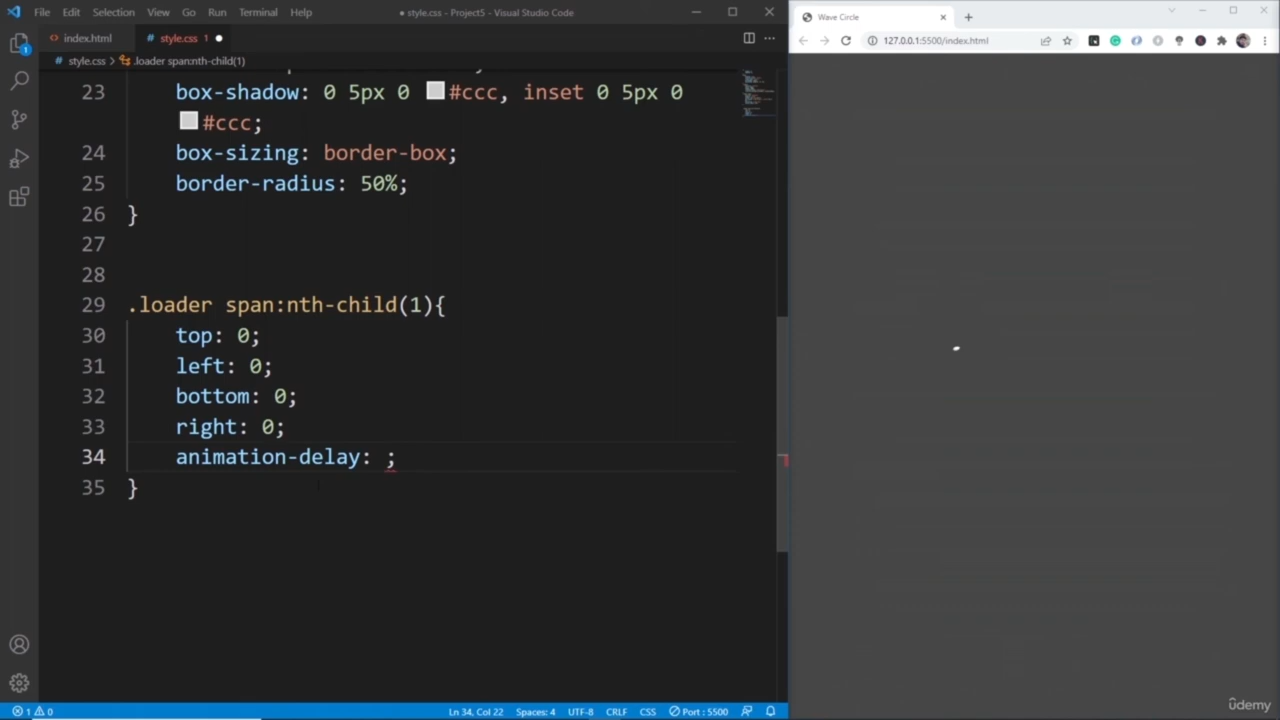 File Edit Selection View Go Run Terminal Help
● style.css - Project5 - Visual Studio Code
Wave Circle
index.html
# style.css 1 ●
127.0.0.1:5500/index.html
# style.css > .loader span:nth-child(1)
23 box-shadow: 0 5px 0 #ccc, inset 0 5px 0
#ccc;
24 box-sizing: border-box;
25 border-radius: 50%;
26 }
27
28
29 .loader span:nth-child(1){
30 top: 0;
31 left: 0;
32 bottom: 0;
33 right: 0;
34 animation-delay: ;
35 }
1 0
Ln 34, Col 22 Spaces: 4 UTF-8 CRLF CSS Port : 5500
ûdemy